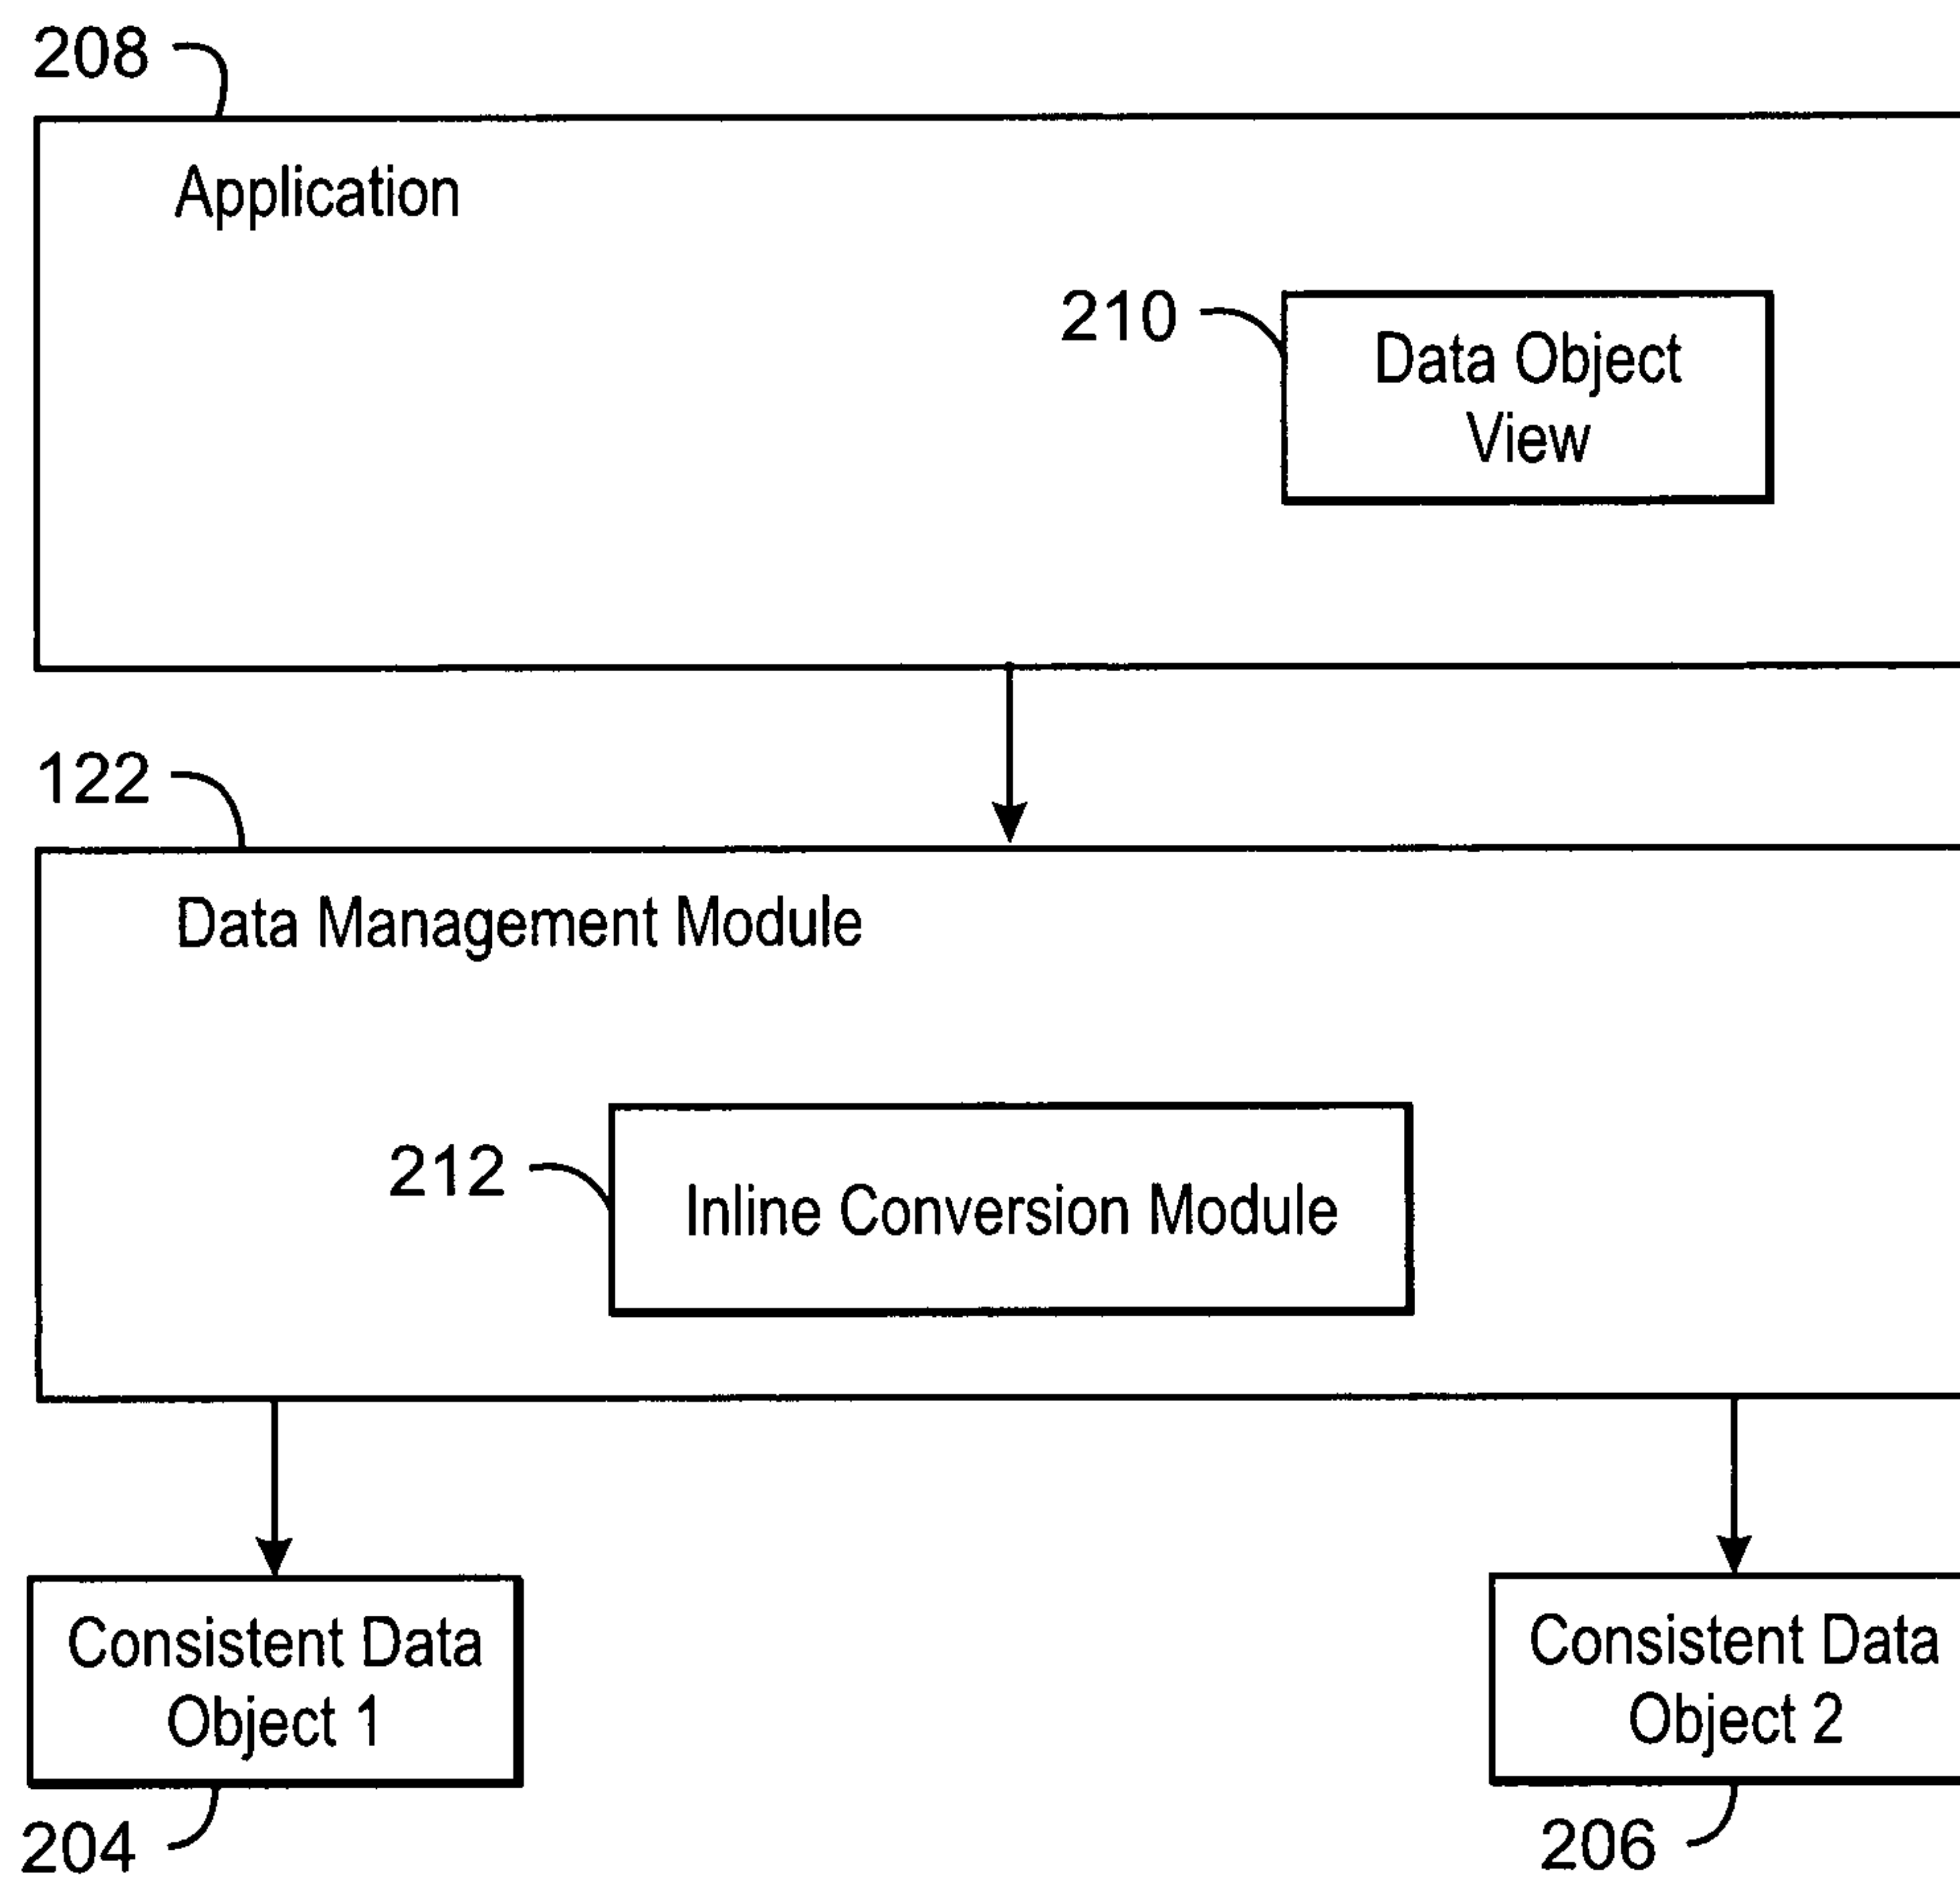 208
Application
210
Data Object
View
122
Data Management Module
212
Inline Conversion Module
Consistent Data
Object 1
Consistent Data
Object 2
204
206